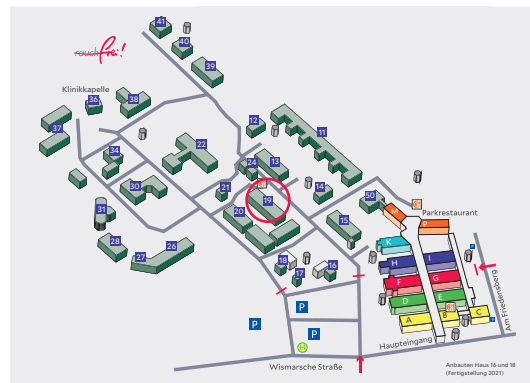 41
40
rauchfrei!
39
Klinikkapelle
36
38
37
12
11
22
34
24
13
30
21
14
50
19
31
20
15
Parkrestaurant
P
K
28
26
27
H
I
18
16
17
F
G
D
E
A
B
C
P
P
P
H
Haupteingang
Am Friedensberg
Wismarsche Straße
Anbauten Haus 16 und 18
(Fertigstellung 2021)